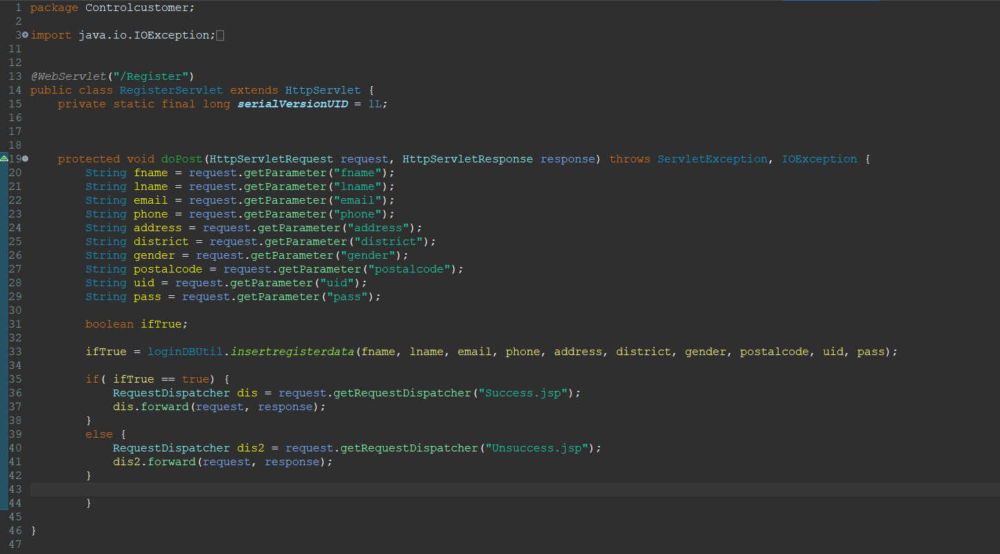 1 package Controlcustomer;
2
3 import java.io.IOException;
11
12
13 @WebServlet("/Register")
14 public class RegisterServlet extends HttpServlet {
15     private static final long serialVersionUID = 1L;
16
17
18
19     protected void doPost(HttpServletRequest request, HttpServletResponse response) throws ServletException, IOException {
20         String fname = request.getParameter("fname");
21         String lname = request.getParameter("lname");
22         String email = request.getParameter("email");
23         String phone = request.getParameter("phone");
24         String address = request.getParameter("address");
25         String district = request.getParameter("district");
26         String gender = request.getParameter("gender");
27         String postalcode = request.getParameter("postalcode");
28         String uid = request.getParameter("uid");
29         String pass = request.getParameter("pass");
30
31         boolean ifTrue;
32
33         ifTrue = loginDBUtil.insertregisterdata(fname, lname, email, phone, address, district, gender, postalcode, uid, pass);
34
35         if( ifTrue == true) {
36             RequestDispatcher dis = request.getRequestDispatcher("Success.jsp");
37             dis.forward(request, response);
38         }
39         else {
40             RequestDispatcher dis2 = request.getRequestDispatcher("Unsuccess.jsp");
41             dis2.forward(request, response);
42         }
43
44         }
45
46 }
47